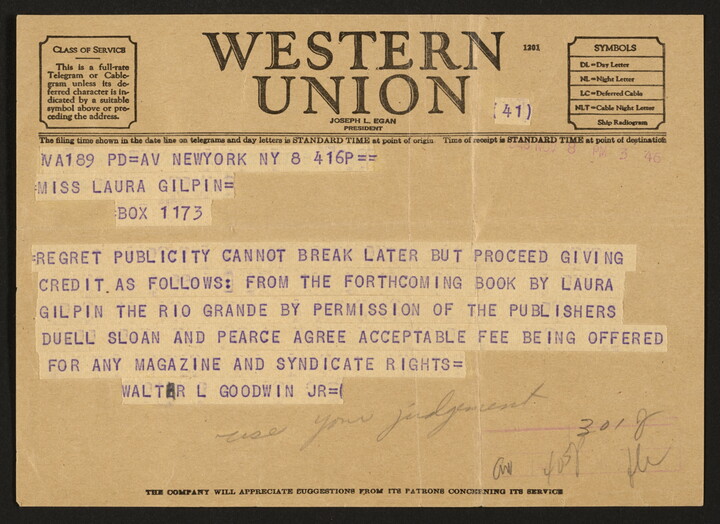 CLASS OF SERVICE
This is a full-rate
Telegram or Cable-
gram unless its de-
ferred character is in-
dicated by a suitable
symbol above or pre-
ceding the address.
WESTERN
UNION
JOSEPH L. EGAN
PRESIDENT
1201
(41)
SYMBOLS
DL=Day Letter
NL=Night Letter
LC=Deferred Cable
NLT=Cable Night Letter
Ship Radiogram
The filing time shown in the date line on telegrams and day letters is STANDARD TIME at point of origin. Time of receipt is STANDARD TIME at point of destination
8 PM 3 46
VA189 PD=AV NEWYORK NY 8 416P==
MISS LAURA GILPIN=
BOX 1173
:REGRET PUBLICITY CANNOT BREAK LATER BUT PROCEED GIVING
CREDIT AS FOLLOWS: FROM THE FORTHCOMING BOOK BY LAURA
GILPIN THE RIO GRANDE BY PERMISSION OF THE PUBLISHERS
DUELL SLOAN AND PEARCE AGREE ACCEPTABLE FEE BEING OFFERED
FOR ANY MAGAZINE AND SYNDICATE RIGHTS=
WALTER L GOODWIN JR=(
use your judgement
301
THE COMPANY WILL APPRECIATE SUGGESTIONS FROM ITS PATRONS CONCERNING ITS SERVICE